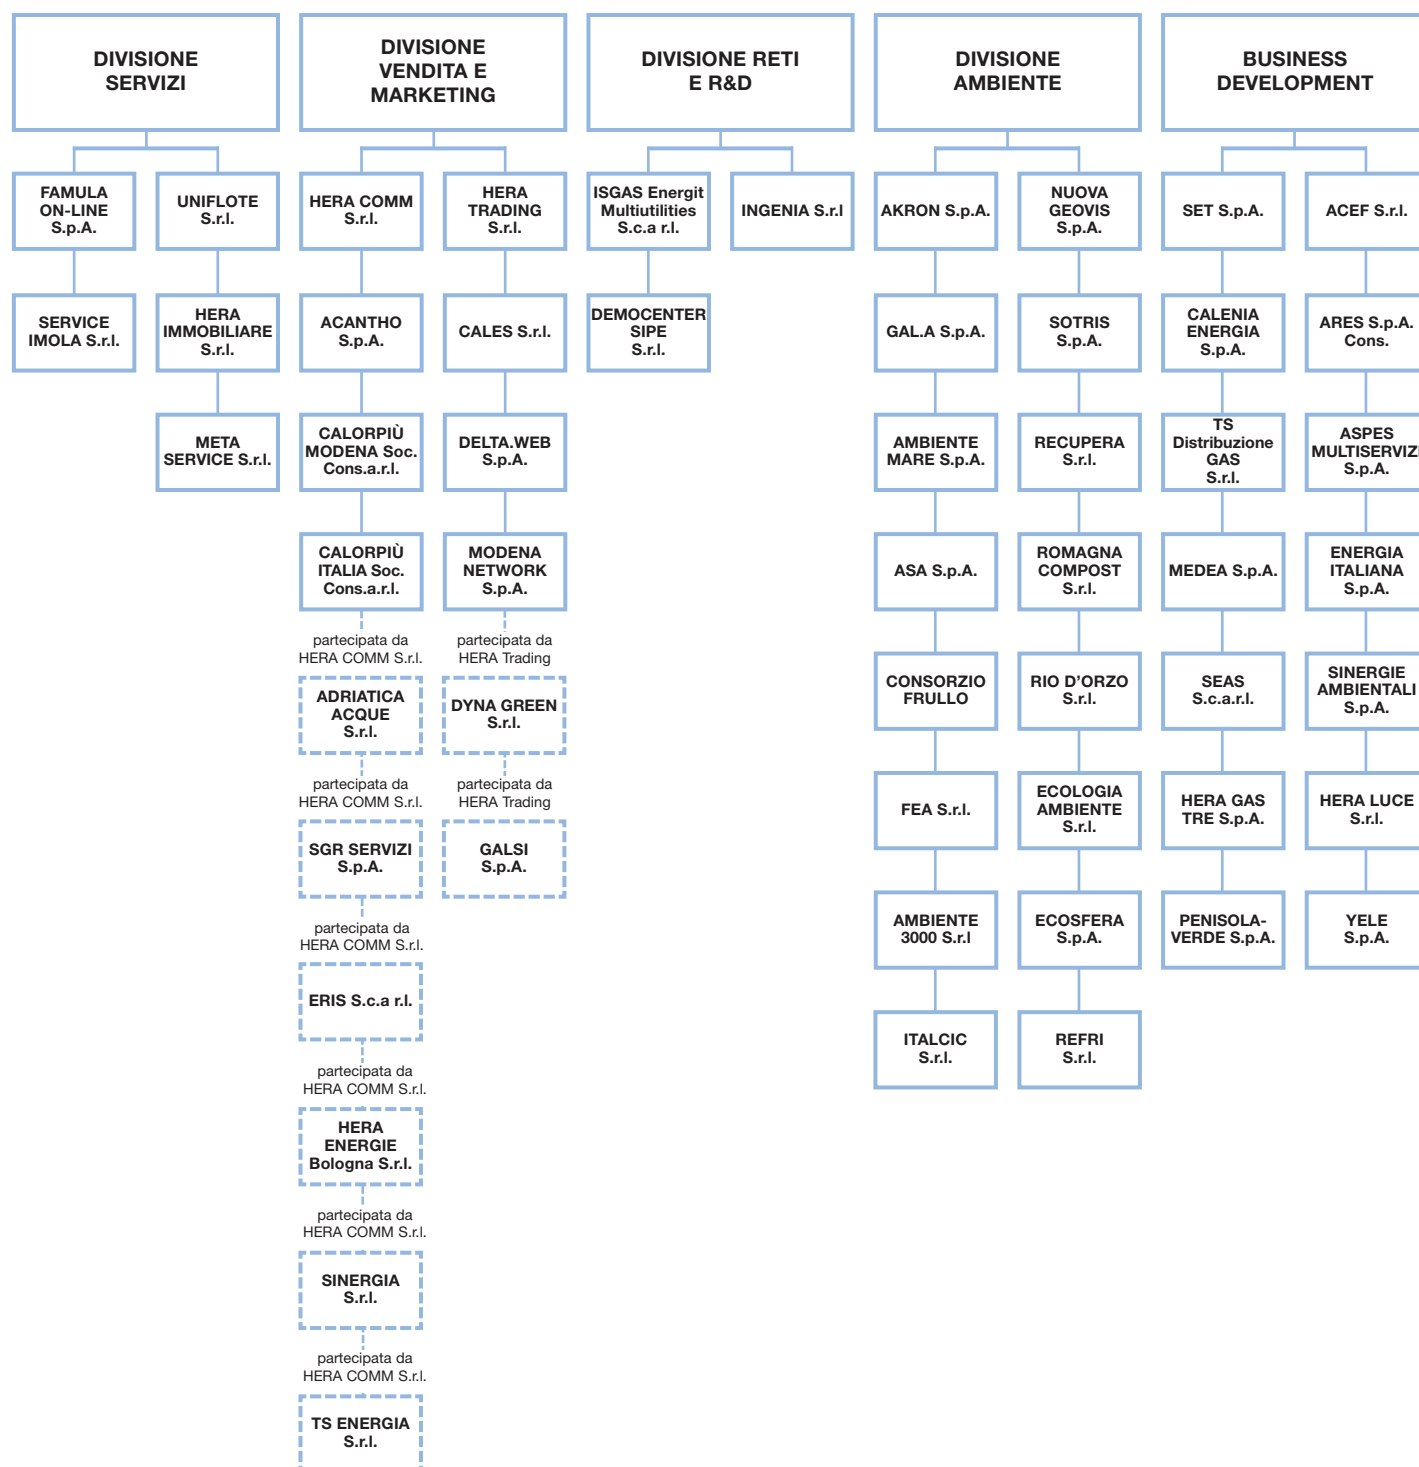 DIVISIONE
SERVIZI
DIVISIONE
VENDITA E
MARKETING
DIVISIONE RETI
E R&D
DIVISIONE
AMBIENTE
BUSINESS
DEVELOPMENT
FAMULA
ON-LINE
S.p.A.
UNIFLOTE
S.r.l.
HERA COMM
S.r.l.
HERA
TRADING
S.r.l.
ISGAS Energit
Multiutilities
S.c.a r.l.
INGENIA S.r.l
AKRON S.p.A.
NUOVA
GEOVIS
S.p.A.
SET S.p.A.
ACEF S.r.l.
SERVICE
IMOLA S.r.l.
HERA
IMMOBILIARE
S.r.l.
ACANTHO
S.p.A.
CALES S.r.l.
DEMOCENTER
SIPE
S.r.l.
GAL.A S.p.A.
SOTRIS
S.p.A.
CALENIA
ENERGIA
S.p.A.
ARES S.p.A.
Cons.
META
SERVICE S.r.l.
CALORPIÙ
MODENA Soc.
Cons.a.r.l.
DELTA.WEB
S.p.A.
AMBIENTE
MARE S.p.A.
RECUPERA
S.r.l.
TS
Distribuzione
GAS
S.r.l.
ASPES
MULTISERVIZI
S.p.A.
CALORPIÙ
ITALIA Soc.
Cons.a.r.l.
MODENA
NETWORK
S.p.A.
ASA S.p.A.
ROMAGNA
COMPOST
S.r.l.
MEDEA S.p.A.
ENERGIA
ITALIANA
S.p.A.
partecipata da
HERA COMM S.r.l.
partecipata da
HERA Trading
ADRIATICA
ACQUE
S.r.l.
DYNA GREEN
S.r.l.
CONSORZIO
FRULLO
RIO D'ORZO
S.r.l.
SEAS
S.c.a.r.l.
SINERGIE
AMBIENTALI
S.p.A.
partecipata da
HERA COMM S.r.l.
partecipata da
HERA Trading
SGR SERVIZI
S.p.A.
GALSI
S.p.A.
FEA S.r.l.
ECOLOGIA
AMBIENTE
S.r.l.
HERA GAS
TRE S.p.A.
HERA LUCE
S.r.l.
partecipata da
HERA COMM S.r.l.
AMBIENTE
3000 S.r.l
ECOSFERA
S.p.A.
PENISOLA-
VERDE S.p.A.
YELE
S.p.A.
ERIS S.c.a r.l.
ITALCIC
S.r.l.
REFRI
S.r.l.
partecipata da
HERA COMM S.r.l.
HERA
ENERGIE
Bologna S.r.l.
partecipata da
HERA COMM S.r.l.
SINERGIA
S.r.l.
partecipata da
HERA COMM S.r.l.
TS ENERGIA
S.r.l.